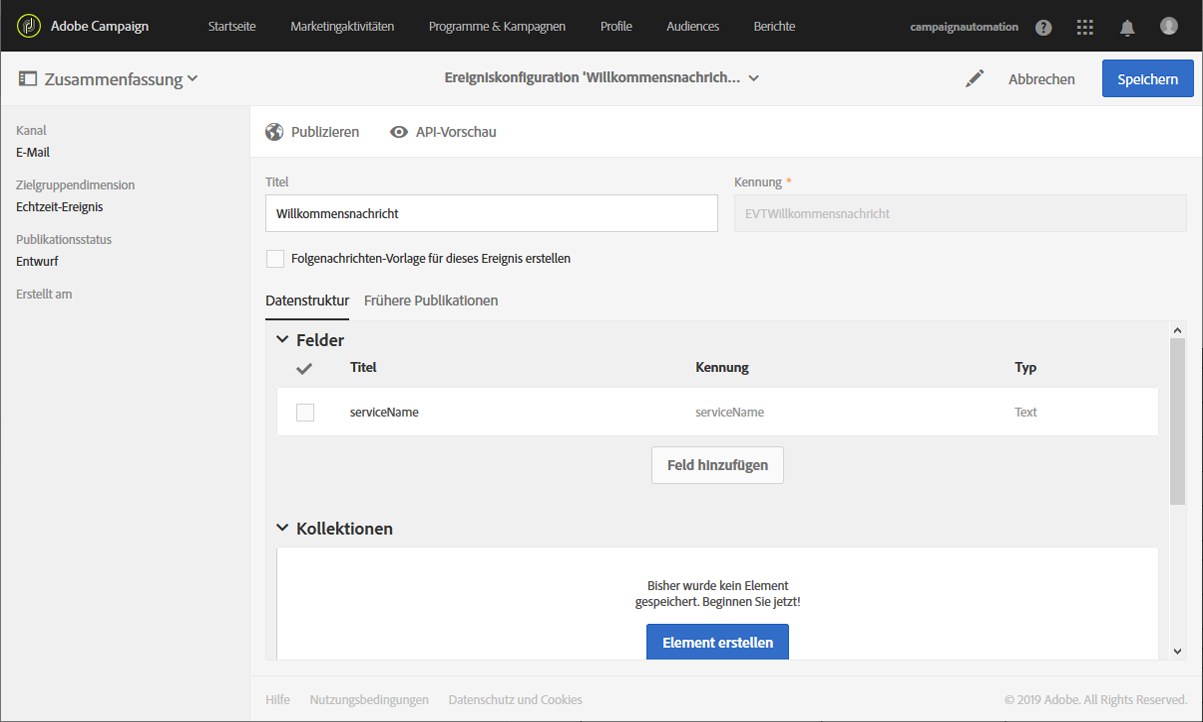 Adobe Campaign Startseite Marketingaktivitäten Programme & Kampagnen Profile Audiences Berichte campaignautomation ?
Zusammenfassung Ereigniskonfiguration 'Willkommensnachrich... Abbrechen Speichern
Kanal
E-Mail
Zielgruppendimension
Echtzeit-Ereignis
Publikationsstatus
Entwurf
Erstellt am
Publizieren API-Vorschau
Titel Kennung *
Willkommensnachricht EVTWillkommensnachricht
Folgenachrichten-Vorlage für dieses Ereignis erstellen
Datenstruktur Frühere Publikationen
Felder
Titel Kennung Typ
serviceName serviceName Text
Feld hinzufügen
Kollektionen
Bisher wurde kein Element
gespeichert. Beginnen Sie jetzt!
Element erstellen
Hilfe Nutzungsbedingungen Datenschutz und Cookies © 2019 Adobe. All Rights Reserved.